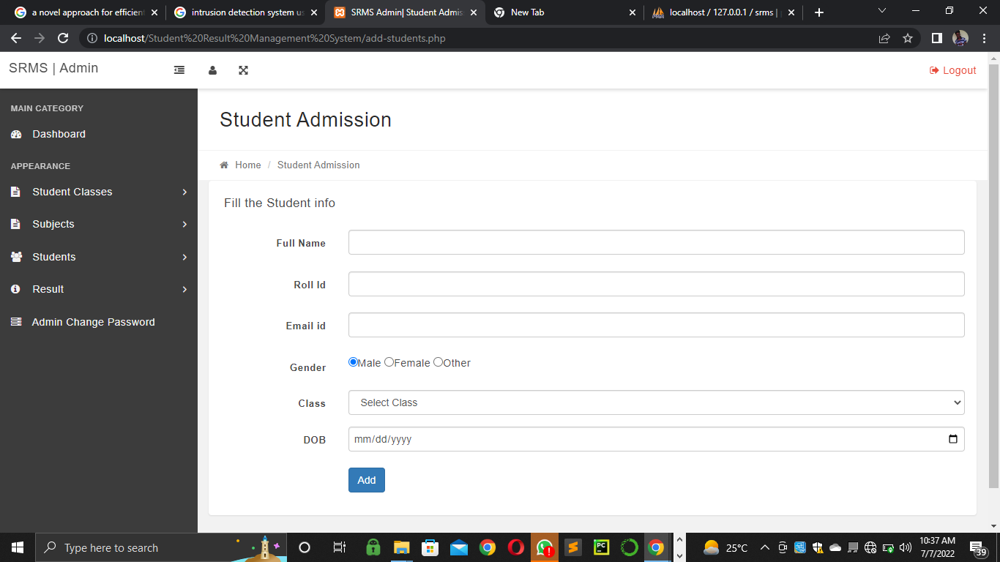 a novel approach for efficien
intrusion detection system us
SRMS Admin| Student Admis
New Tab
localhost / 127.0.0.1 / srms |
localhost/Student%20Result%20Management%20System/add-students.php
SRMS | Admin
Logout
MAIN CATEGORY
Dashboard
APPEARANCE
Student Classes
Subjects
Students
Result
Admin Change Password
Student Admission
Home / Student Admission
Fill the Student info
Full Name
Roll Id
Email id
Gender
Male Female Other
Class
Select Class
DOB
mm/dd/yyyy
Add
Type here to search
PC
25°C
10:37 AM
7/7/2022
39